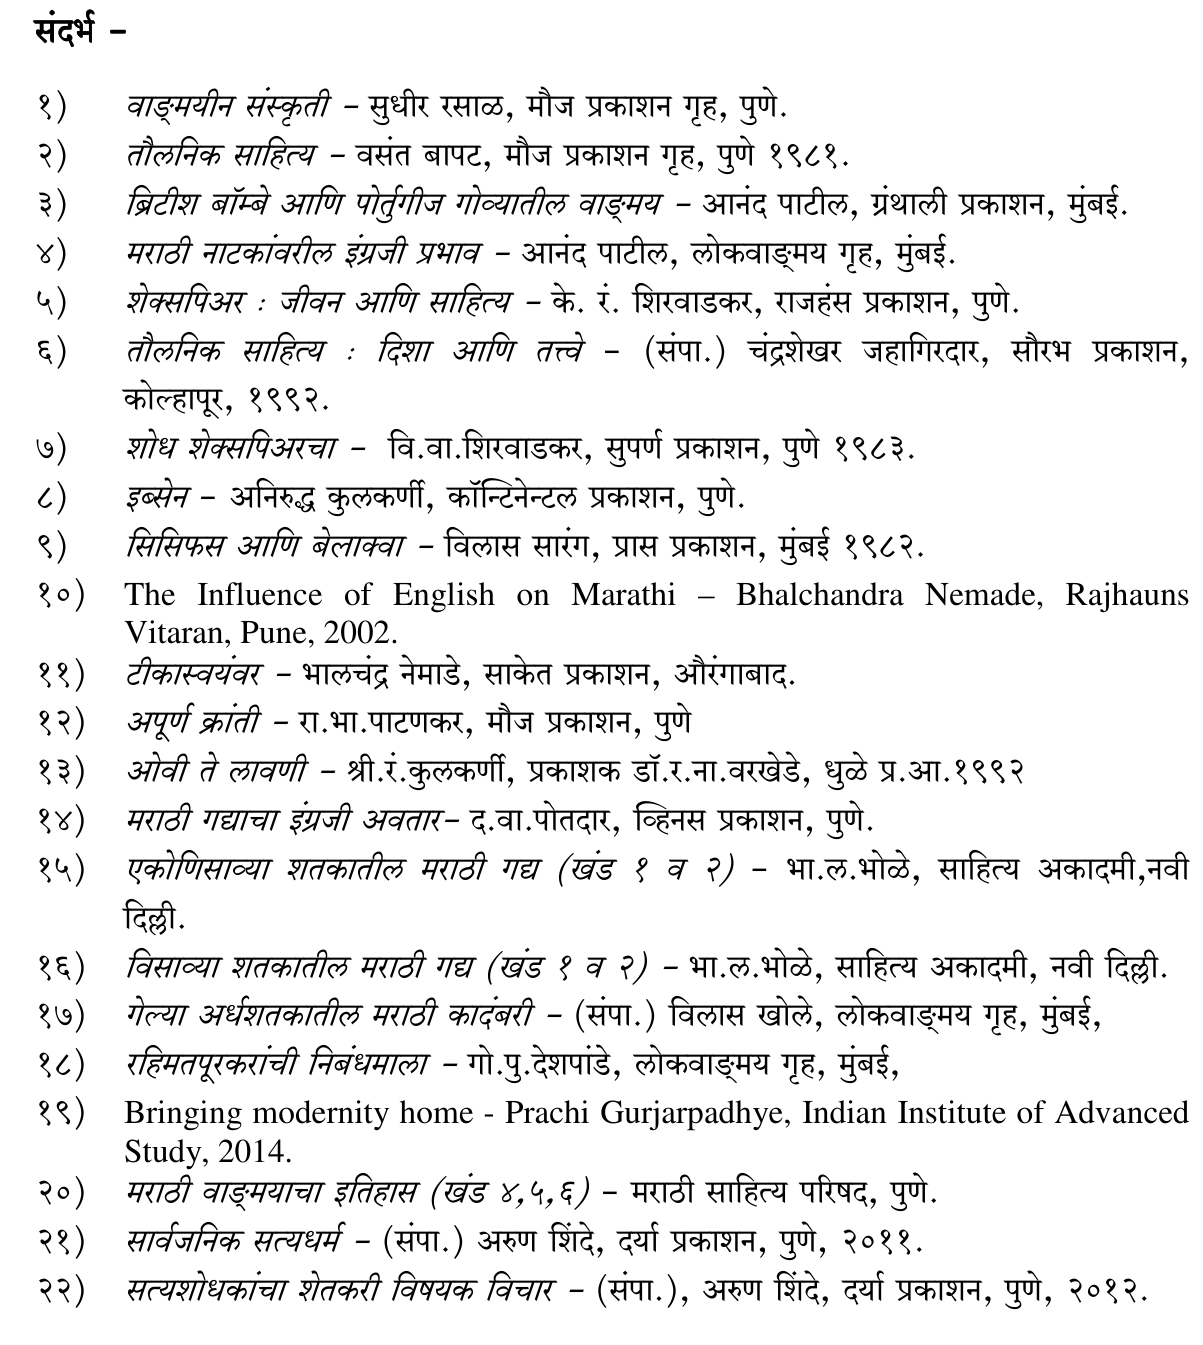 संदर्भ –
१) वाङ्मयीन संस्कृती – सुधीर रसाळ, मौज प्रकाशन गृह, पुणे.
२) तौलनिक साहित्य – वसंत बापट, मौज प्रकाशन गृह, पुणे १९८१.
३) ब्रिटीश बॉम्बे आणि पोर्तुगीज गोव्यातील वाङ्मय – आनंद पाटील, ग्रंथाली प्रकाशन, मुंबई.
४) मराठी नाटकांवरील इंग्रजी प्रभाव – आनंद पाटील, लोकवाङ्मय गृह, मुंबई.
५) शेक्सपिअर : जीवन आणि साहित्य – के. रं. शिरवाडकर, राजहंस प्रकाशन, पुणे.
६) तौलनिक साहित्य : दिशा आणि तत्त्वे – (संपा.) चंद्रशेखर जहागिरदार, सौरभ प्रकाशन,
कोल्हापूर, १९९२.
७) शोध शेक्सपिअरचा – वि.वा.शिरवाडकर, सुपर्ण प्रकाशन, पुणे १९८३.
८) इब्सेन – अनिरुद्ध कुलकर्णी, कॉन्टिनेन्टल प्रकाशन, पुणे.
९) सिसिफस आणि बेलाक्वा – विलास सारंग, प्रास प्रकाशन, मुंबई १९८२.
१०) The Influence of English on Marathi – Bhalchandra Nemade, Rajhauns
Vitaran, Pune, 2002.
११) टीकास्वयंवर – भालचंद्र नेमाडे, साकेत प्रकाशन, औरंगाबाद.
१२) अपूर्ण क्रांती – रा.भा.पाटणकर, मौज प्रकाशन, पुणे
१३) ओवी ते लावणी – श्री.रं.कुलकर्णी, प्रकाशक डॉ.र.ना.वरखेडे, धुळे प्र.आ.१९९२
१४) मराठी गद्याचा इंग्रजी अवतार– द.वा.पोतदार, व्हिनस प्रकाशन, पुणे.
१५) एकोणिसाव्या शतकातील मराठी गद्य (खंड १ व २) – भा.ल.भोळे, साहित्य अकादमी,नवी
दिल्ली.
१६) विसाव्या शतकातील मराठी गद्य (खंड १ व २) – भा.ल.भोळे, साहित्य अकादमी, नवी दिल्ली.
१७) गेल्या अर्धशतकातील मराठी कादंबरी – (संपा.) विलास खोले, लोकवाङ्मय गृह, मुंबई,
१८) रहिमतपूरकरांची निबंधमाला – गो.पु.देशपांडे, लोकवाङ्मय गृह, मुंबई,
१९) Bringing modernity home - Prachi Gurjarpadhye, Indian Institute of Advanced
Study, 2014.
२०) मराठी वाङ्मयाचा इतिहास (खंड ४,५,६) – मराठी साहित्य परिषद, पुणे.
२१) सार्वजनिक सत्यधर्म – (संपा.) अरुण शिंदे, दर्या प्रकाशन, पुणे, २०११.
२२) सत्यशोधकांचा शेतकरी विषयक विचार – (संपा.), अरुण शिंदे, दर्या प्रकाशन, पुणे, २०१२.